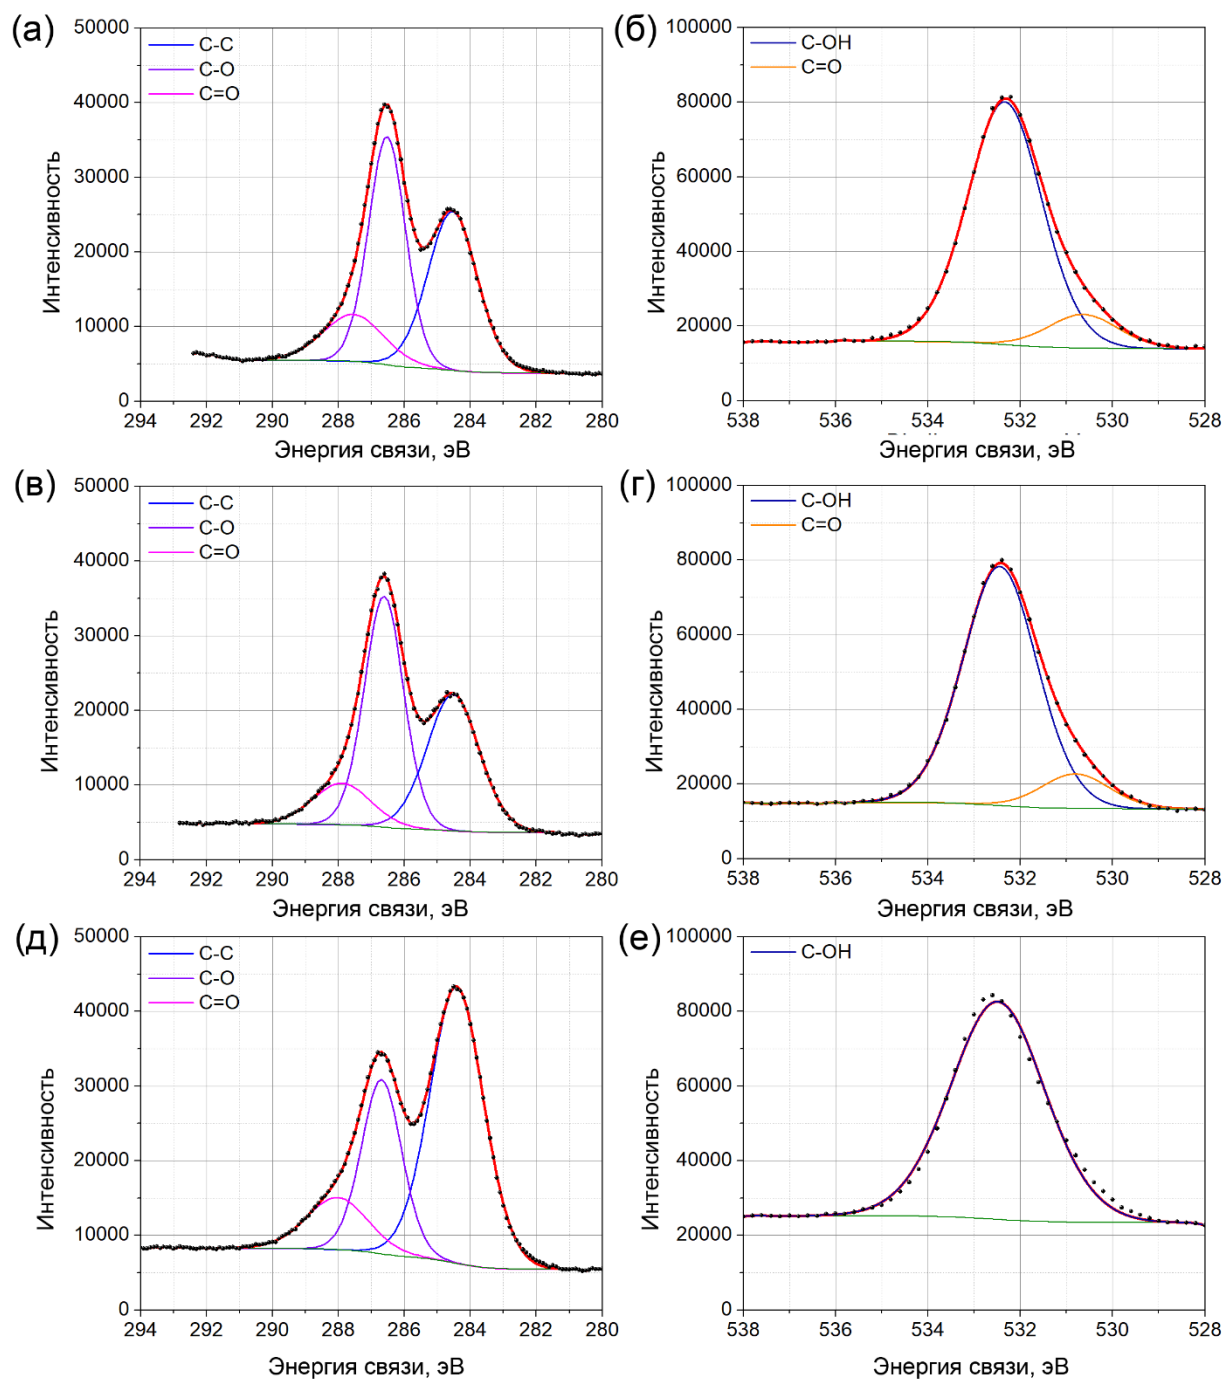 (а)
50000
40000
30000
20000
10000
0
Интенсивность
C-C
C-O
C=O
294 292 290 288 286 284 282 280
Энергия связи, эВ
(б)
100000
80000
60000
40000
20000
0
Интенсивность
C-OH
C=O
538 536 534 532 530 528
Энергия связи, эВ
(в)
50000
40000
30000
20000
10000
0
Интенсивность
C-C
C-O
C=O
294 292 290 288 286 284 282 280
Энергия связи, эВ
(г)
100000
80000
60000
40000
20000
0
Интенсивность
C-OH
C=O
538 536 534 532 530 528
Энергия связи, эВ
(д)
50000
40000
30000
20000
10000
0
Интенсивность
C-C
C-O
C=O
294 292 290 288 286 284 282 280
Энергия связи, эВ
(е)
100000
80000
60000
40000
20000
0
Интенсивность
C-OH
538 536 534 532 530 528
Энергия связи, эВ